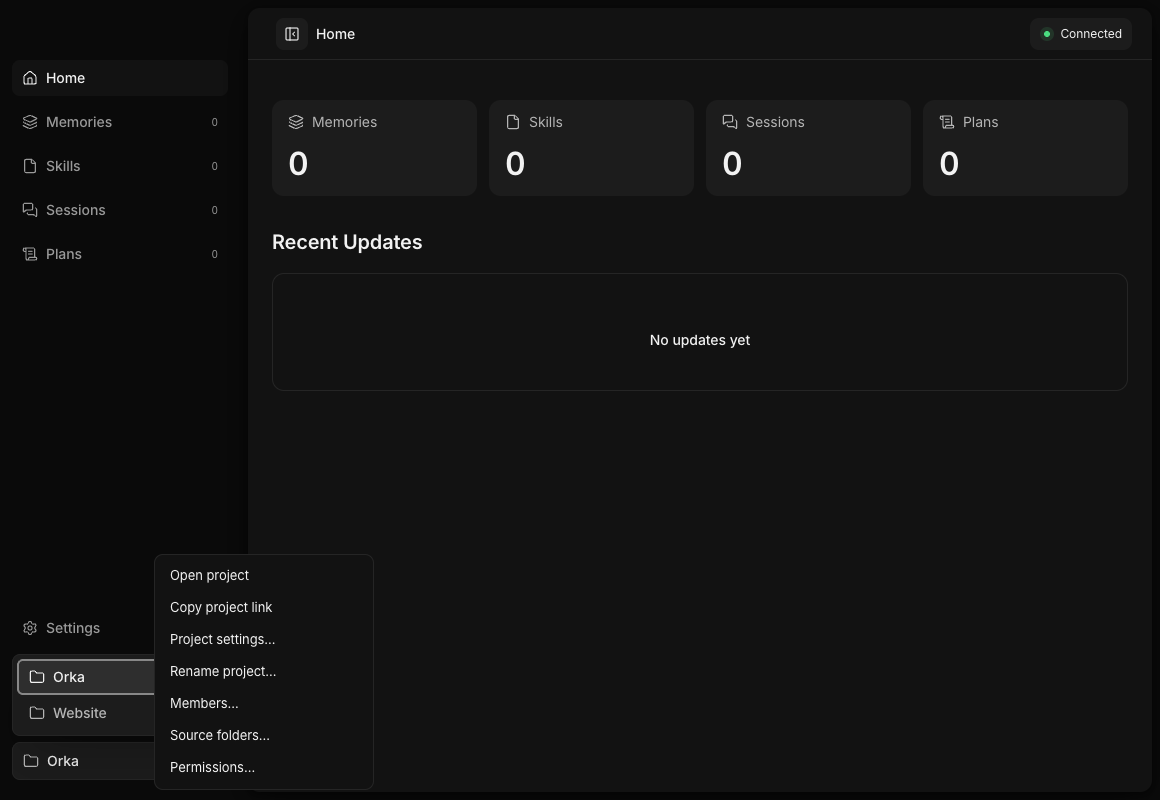 Home
Connected
Home
Memories 0
Skills 0
Sessions 0
Plans 0
Memories
0
Skills
0
Sessions
0
Plans
0
Recent Updates
No updates yet
Settings
Orka
Website
Orka
Open project
Copy project link
Project settings...
Rename project...
Members...
Source folders...
Permissions...